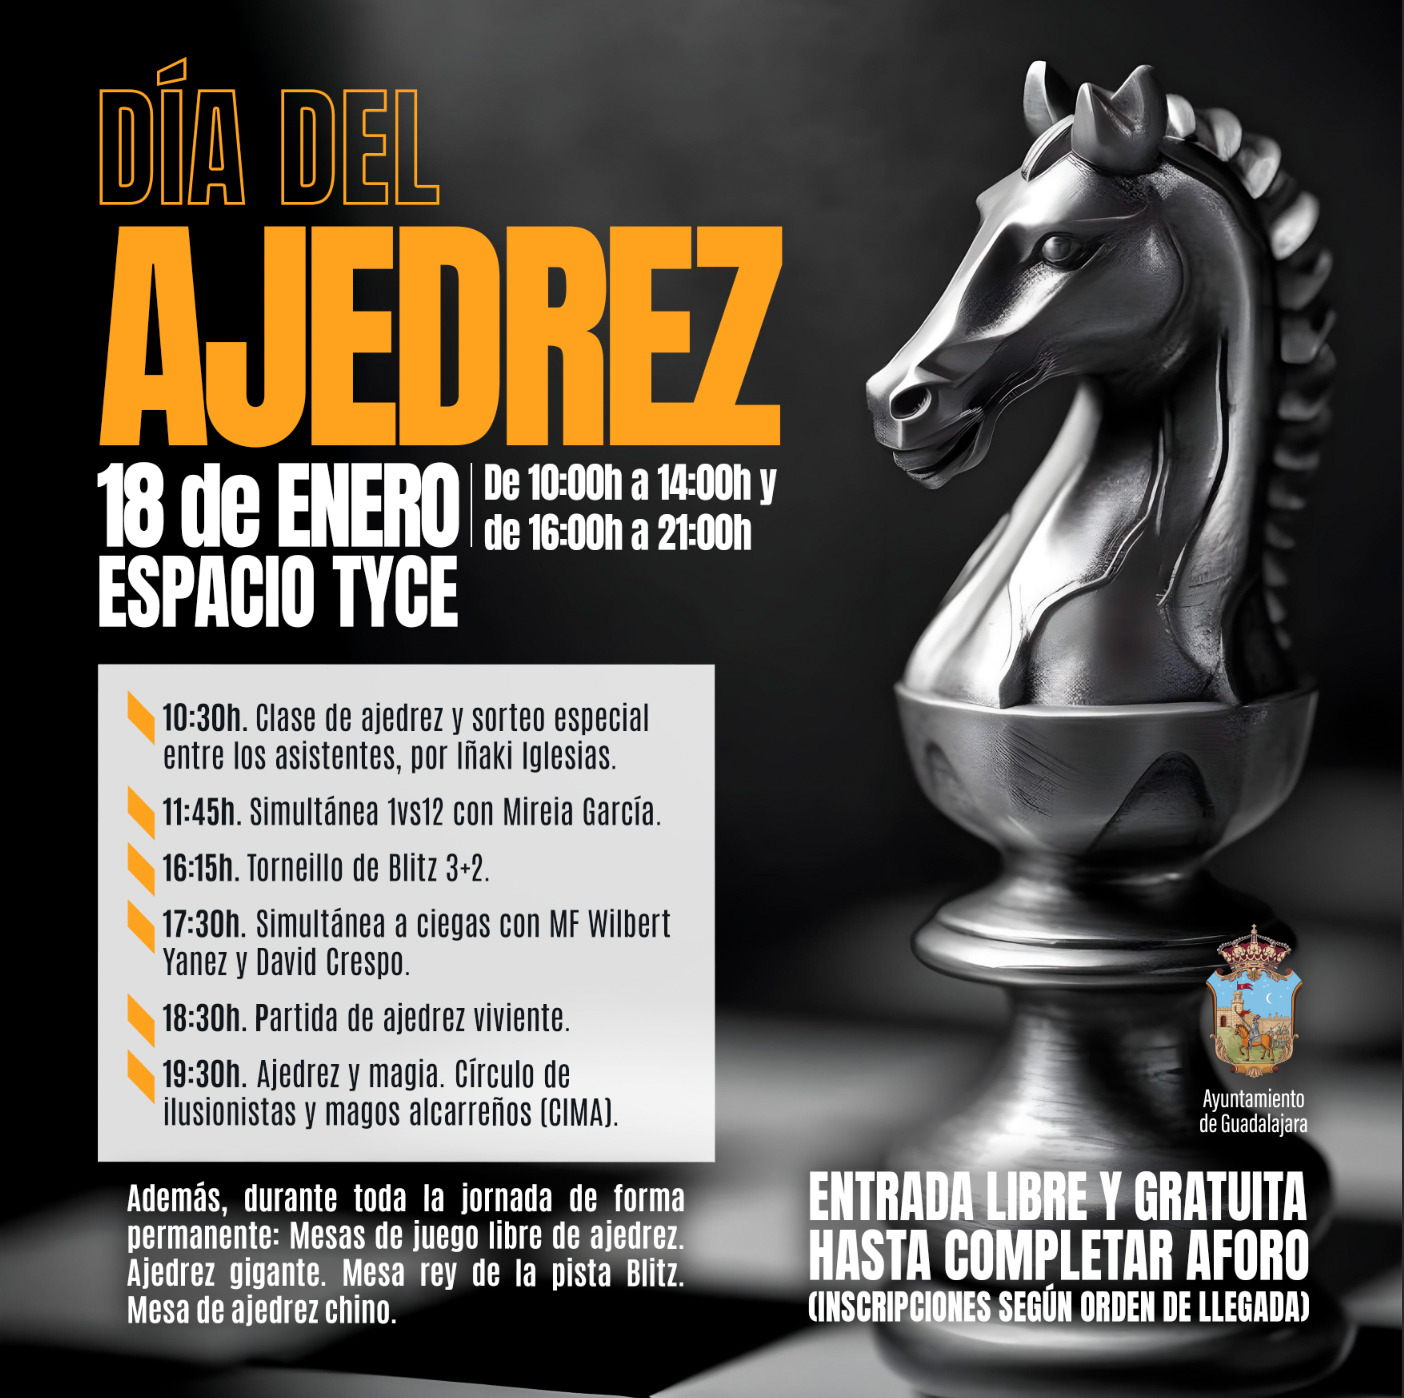 DÍA DEL
AJEDREZ
18 de ENERO
De 10:00h a 14:00h y
de 16:00h a 21:00h
ESPACIO TYCE
10:30h. Clase de ajedrez y sorteo especial
entre los asistentes, por Iñaki Iglesias.
11:45h. Simultánea 1vs12 con Mireia García.
16:15h. Torneillo de Blitz 3+2.
17:30h. Simultánea a ciegas con MF Wilbert
Yanez y David Crespo.
18:30h. Partida de ajedrez viviente.
19:30h. Ajedrez y magia. Círculo de
ilusionistas y magos alcarreños (CIMA).
Además, durante toda la jornada de forma
permanente: Mesas de juego libre de ajedrez.
Ajedrez gigante. Mesa rey de la pista Blitz.
Mesa de ajedrez chino.
Ayuntamiento
de Guadalajara
ENTRADA LIBRE Y GRATUITA
HASTA COMPLETAR AFORO
(INSCRIPCIONES SEGÚN ORDEN DE LLEGADA)